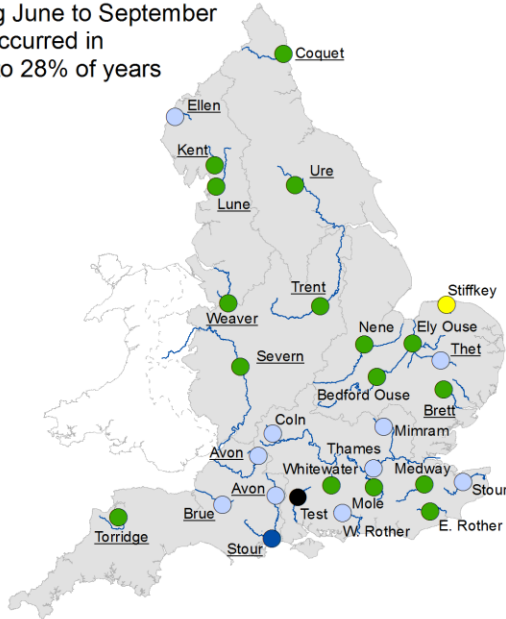 g June to September
ccurred in
to 28% of years
Coquet
Ellen
Kent
Ure
Lune
Trent
Stiffkey
Weaver
Nene
Ely Ouse
Thet
Severn
Bedford Ouse
Brett
Coln
Mimram
Avon
Thames
Whitewater
Medway
Avon
Stour
Brue
Test
Mole
E. Rother
Torridge
W. Rother
Stour